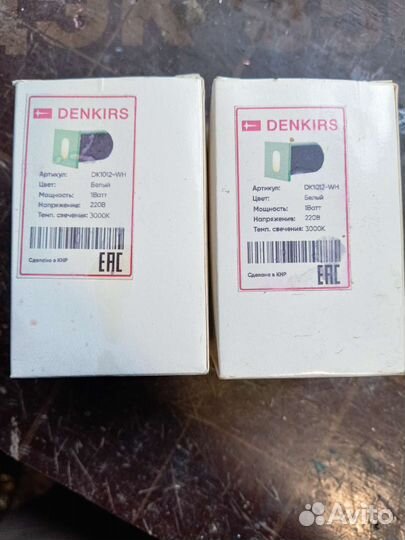 DENKIRS
Артикул: DK1012-WH
Цвет: Белый
Мощность: 1Ватт
Напряжение: 220В
Темп. свечения: 3000K
Сделано в КНР
EAC
DENKIRS
Артикул: DK1012-WH
Цвет: Белый
Мощность: 1Ватт
Напряжение: 220В
Темп. свечения: 3000K
Сделано в КНР
EAC
Avito